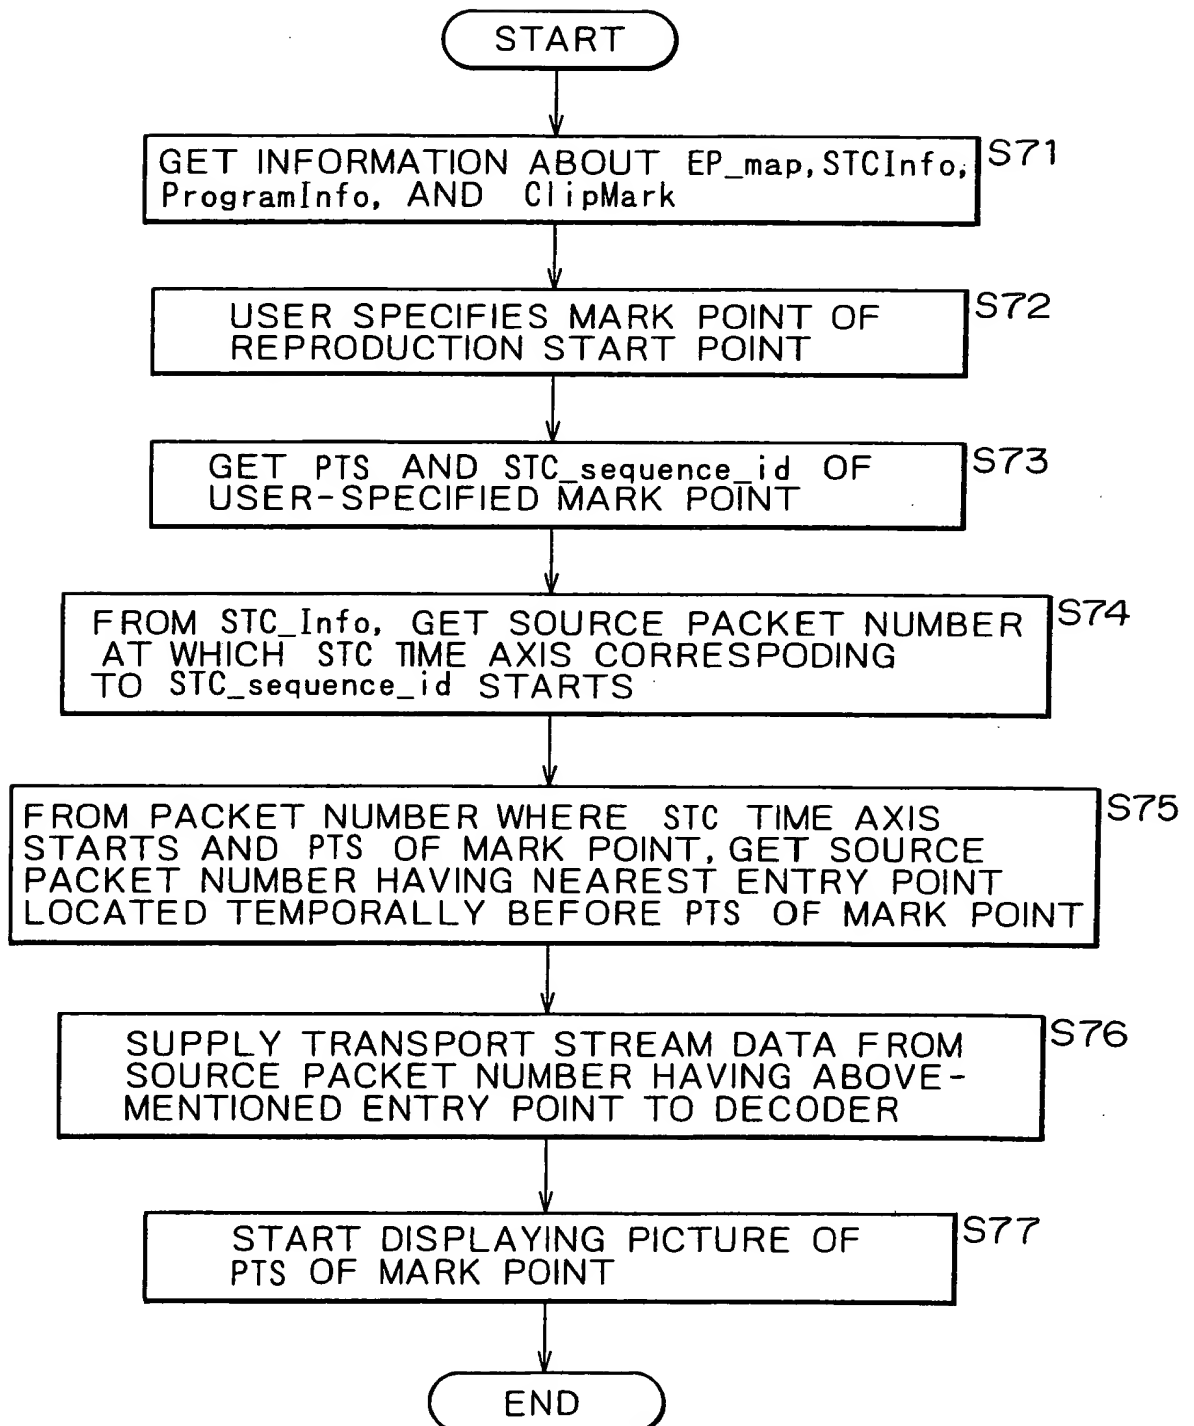 START
GET INFORMATION ABOUT EP_map, STCInfo, S71
ProgramInfo, AND ClipMark
USER SPECIFIES MARK POINT OF S72
REPRODUCTION START POINT
GET PTS AND STC_sequence_id OF S73
USER-SPECIFIED MARK POINT
FROM STC_Info, GET SOURCE PACKET NUMBER S74
AT WHICH STC TIME AXIS CORRESPODING
TO STC_sequence_id STARTS
FROM PACKET NUMBER WHERE STC TIME AXIS S75
STARTS AND PTS OF MARK POINT, GET SOURCE
PACKET NUMBER HAVING NEAREST ENTRY POINT
LOCATED TEMPORALLY BEFORE PTS OF MARK POINT
SUPPLY TRANSPORT STREAM DATA FROM S76
SOURCE PACKET NUMBER HAVING ABOVE-
MENTIONED ENTRY POINT TO DECODER
START DISPLAYING PICTURE OF S77
PTS OF MARK POINT
END